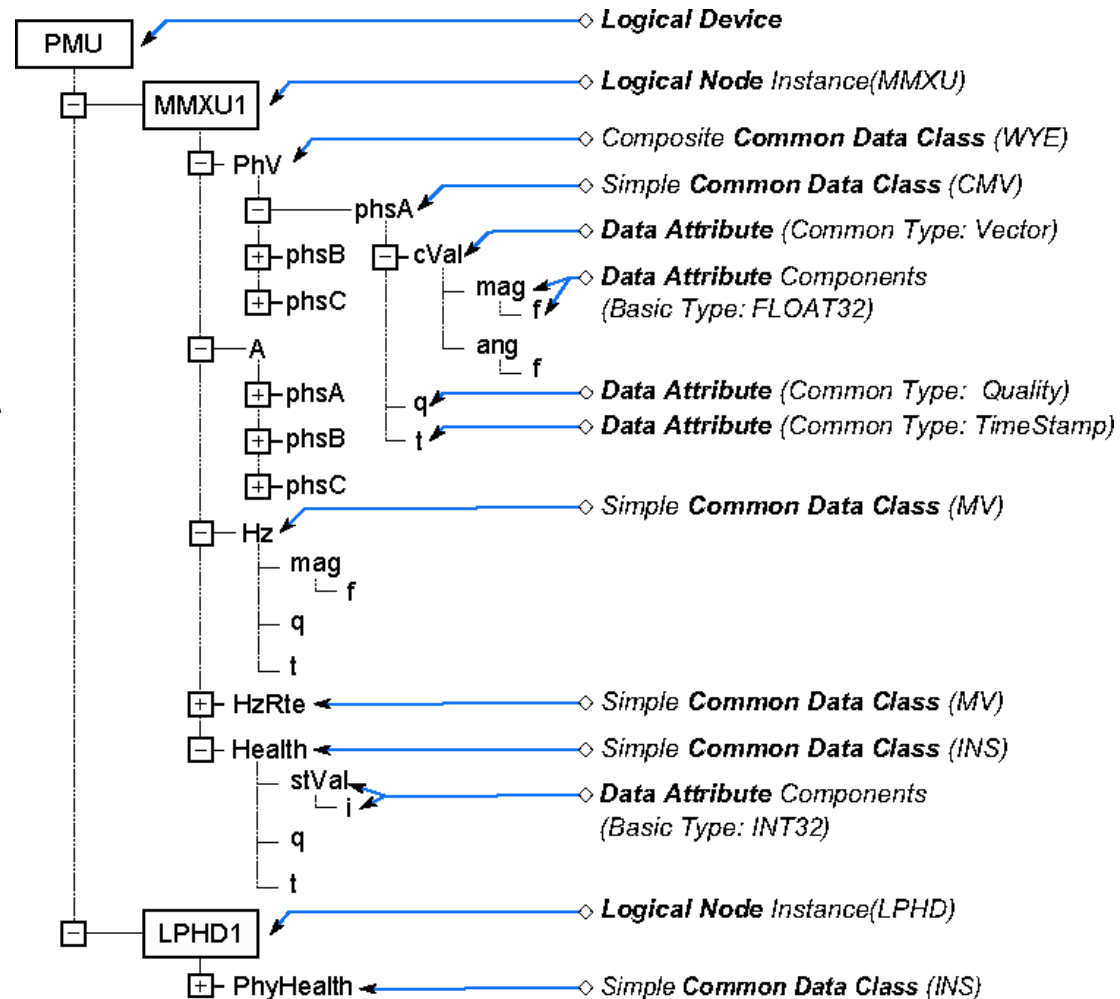 PMU
◇ Logical Device
MMXU1
◇ Logical Node Instance(MMXU)
PhV
◇ Composite Common Data Class (WYE)
phsA
◇ Simple Common Data Class (CMV)
phsB
cVal
◇ Data Attribute (Common Type: Vector)
mag
◇ Data Attribute Components
phsC
f
(Basic Type: FLOAT32)
A
ang
f
phsA
q
◇ Data Attribute (Common Type: Quality)
phsB
t
◇ Data Attribute (Common Type: TimeStamp)
phsC
Hz
◇ Simple Common Data Class (MV)
mag
f
q
t
HzRte
◇ Simple Common Data Class (MV)
Health
◇ Simple Common Data Class (INS)
stVal
◇ Data Attribute Components
i
(Basic Type: INT32)
q
t
LPHD1
◇ Logical Node Instance(LPHD)
PhyHealth
◇ Simple Common Data Class (INS)